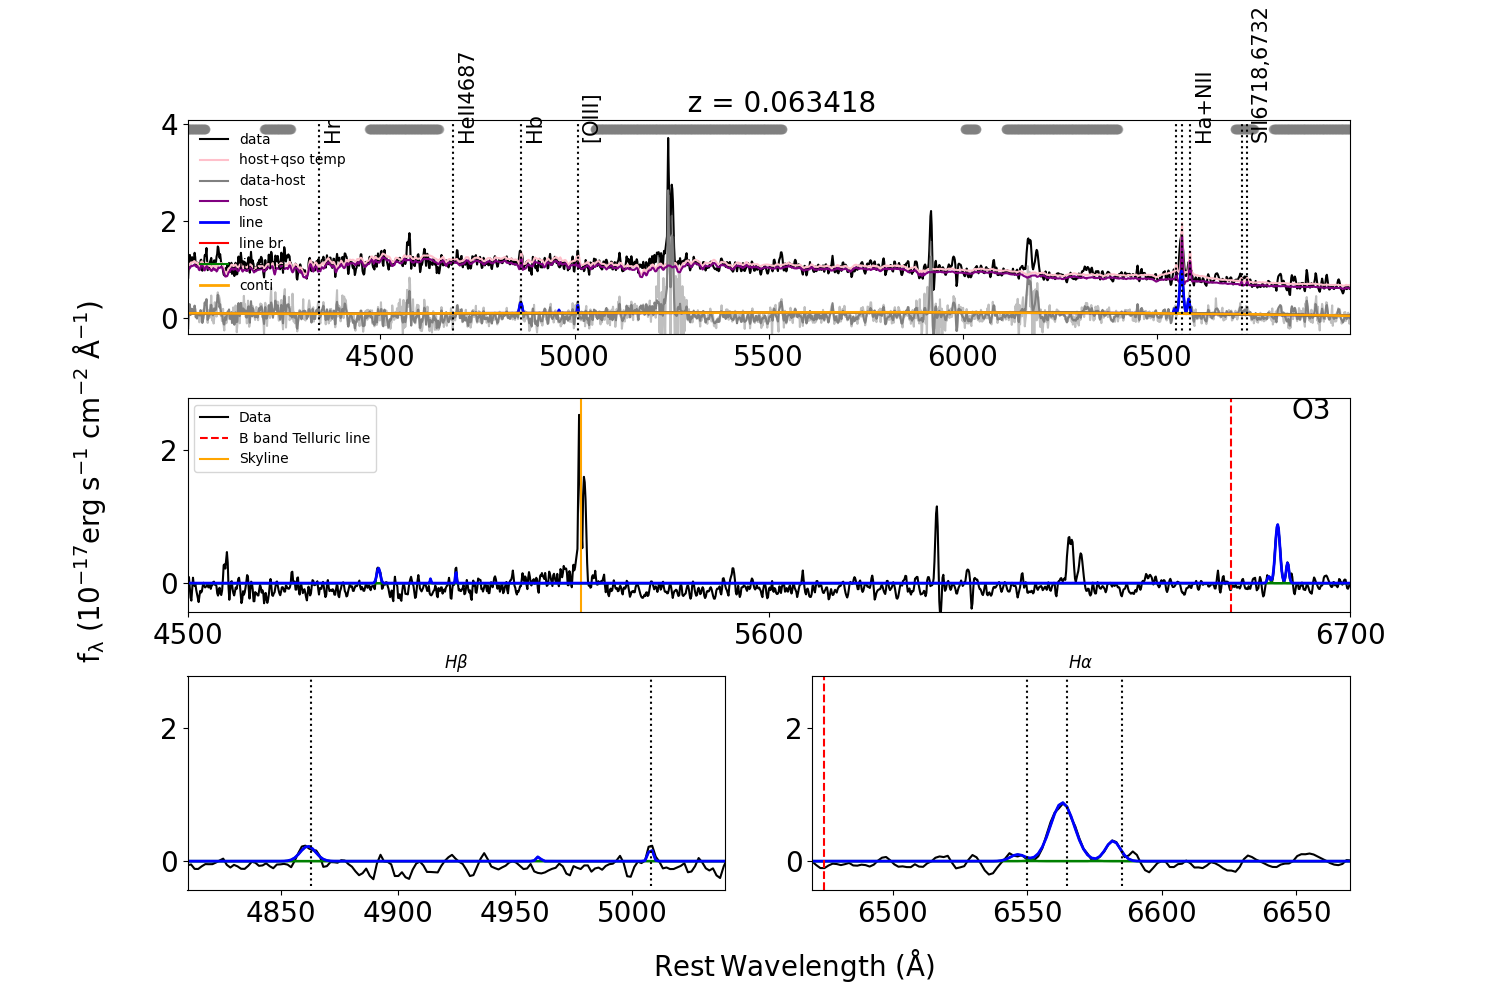 z = 0.063418
Hr
HeII4687
Hb
[OIII]
Ha+NII
SII6718,6732
data
host+qso temp
data-host
host
line
line br
conti
4
2
0
4500
5000
5500
6000
6500
O3
Data
B band Telluric line
Skyline
2
0
4500
5600
6700
fλ (10⁻¹⁷erg s⁻¹ cm⁻² Å⁻¹)
Hβ
2
0
4850
4900
4950
5000
Hα
2
0
6500
6550
6600
6650
Rest Wavelength (Å)